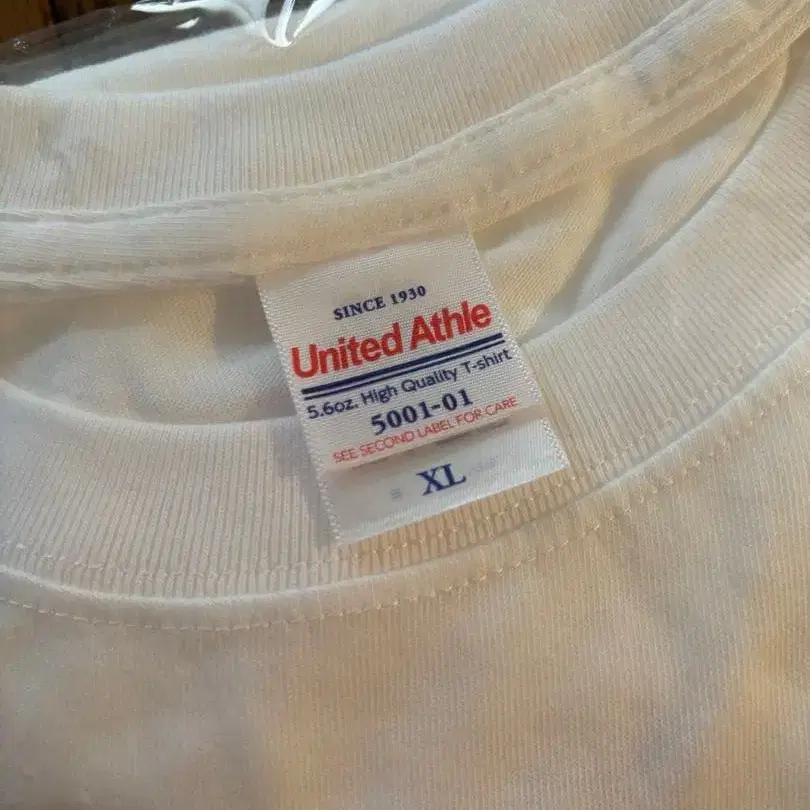 SINCE 1930
United Athle
5.6oz. High Quality T-shirt
5001-01
SEE SECOND LABEL FOR CARE
XL